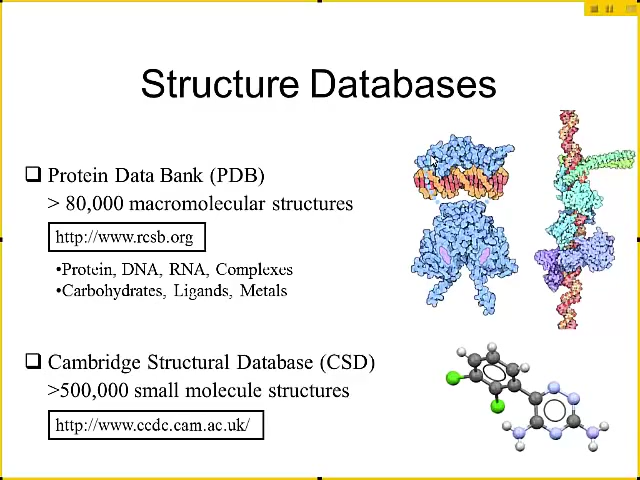 Structure Databases
❑ Protein Data Bank (PDB)
> 80,000 macromolecular structures
http://www.rcsb.org
•Protein, DNA, RNA, Complexes
•Carbohydrates, Ligands, Metals
❑ Cambridge Structural Database (CSD)
>500,000 small molecule structures
http://www.ccdc.cam.ac.uk/